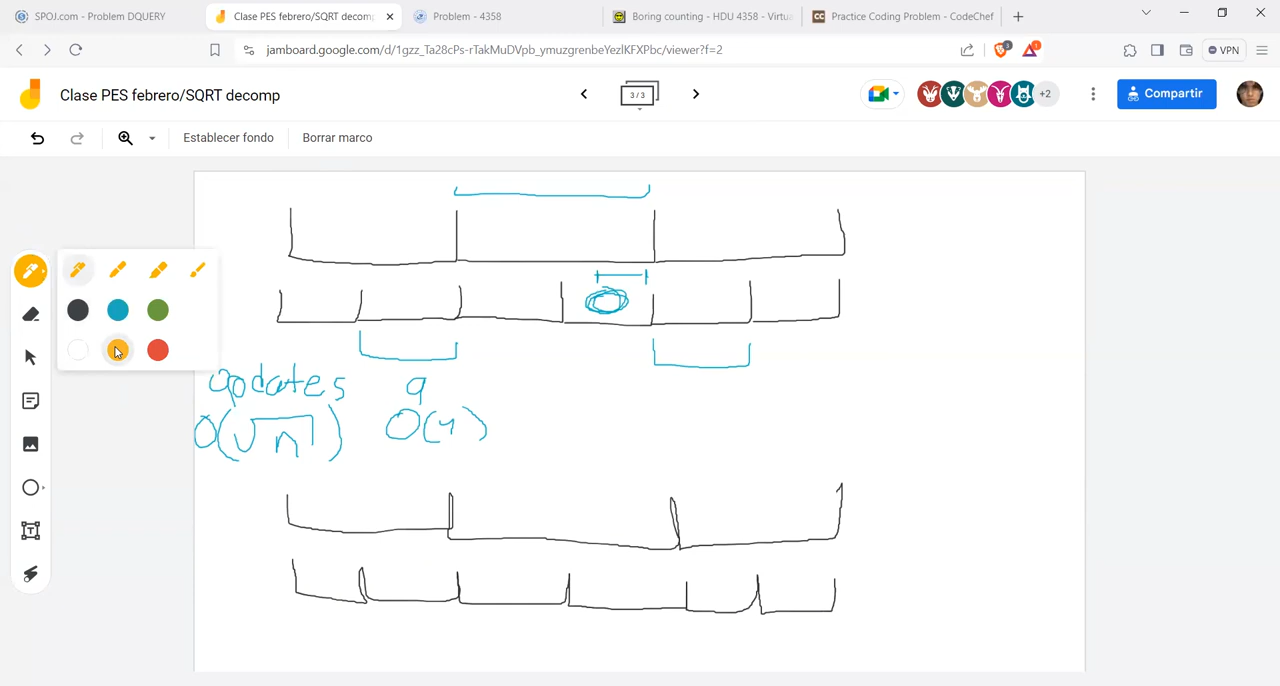 SPOJ.com - Problem DQUERY
Clase PES febrero/SQRT decomp
Problem - 4358
Boring counting - HDU 4358 - Virtua
Practice Coding Problem - CodeChef
jamboard.google.com/d/1gzz_Ta28cPs-rTakMuDVpb_ymuzgrenbeYezlKFXPbc/viewer?f=2
VPN
Clase PES febrero/SQRT decomp
3 / 3
+2
Compartir
Establecer fondo
Borrar marco
updates q
O(√n)